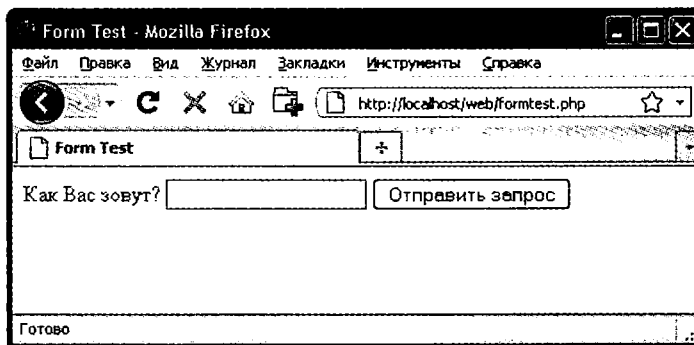 Form Test - Mozilla Firefox
Файл Правка Вид Журнал Закладки Инструменты Справка
http://localhost/web/formtest.php
Form Test
Как Вас зовут? Отправить запрос
Готово